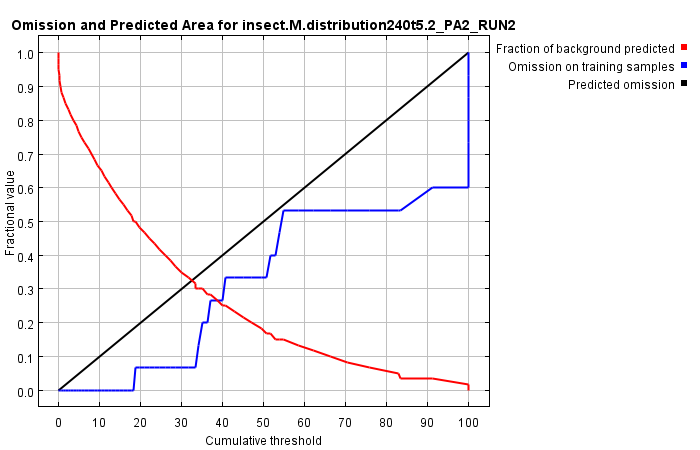 Omission and Predicted Area for insect.M.distribution240t5.2_PA2_RUN2
Fraction of background predicted
Omission on training samples
Predicted omission
Fractional value
1.0
0.9
0.8
0.7
0.6
0.5
0.4
0.3
0.2
0.1
0.0
0 10 20 30 40 50 60 70 80 90 100
Cumulative threshold